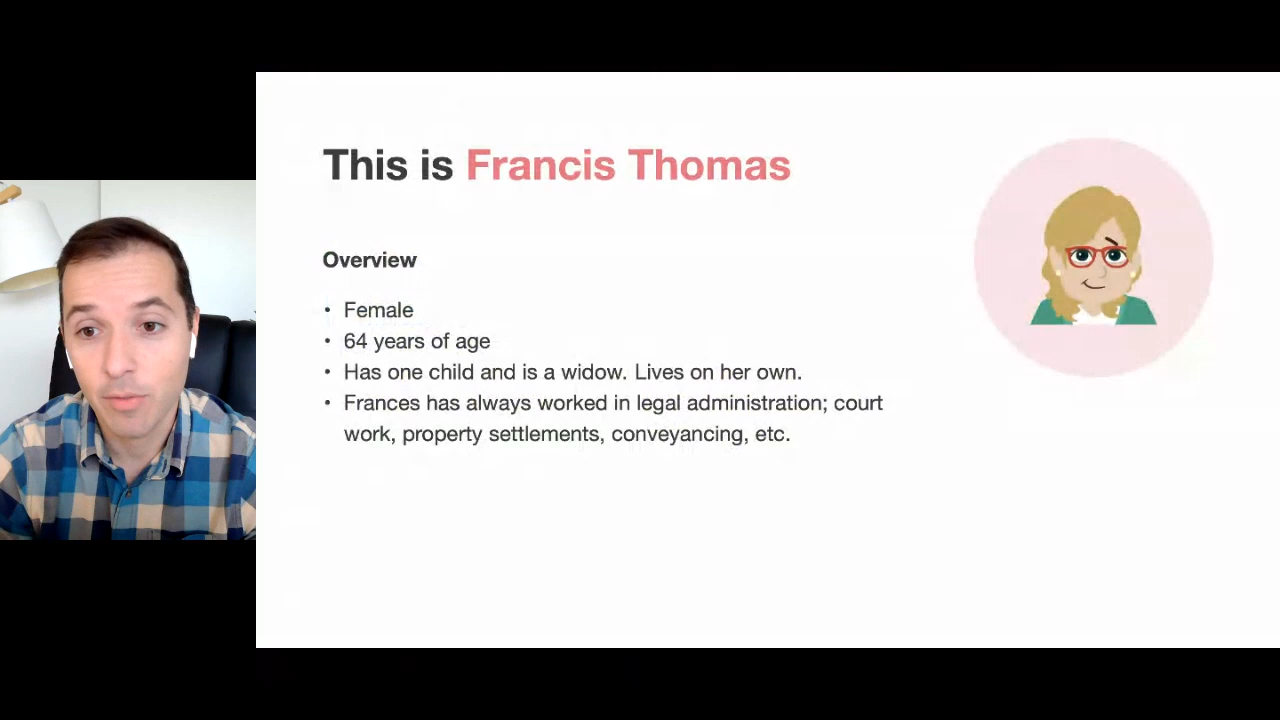 This is Francis Thomas
Overview
• Female
• 64 years of age
• Has one child and is a widow. Lives on her own.
• Frances has always worked in legal administration; court
work, property settlements, conveyancing, etc.